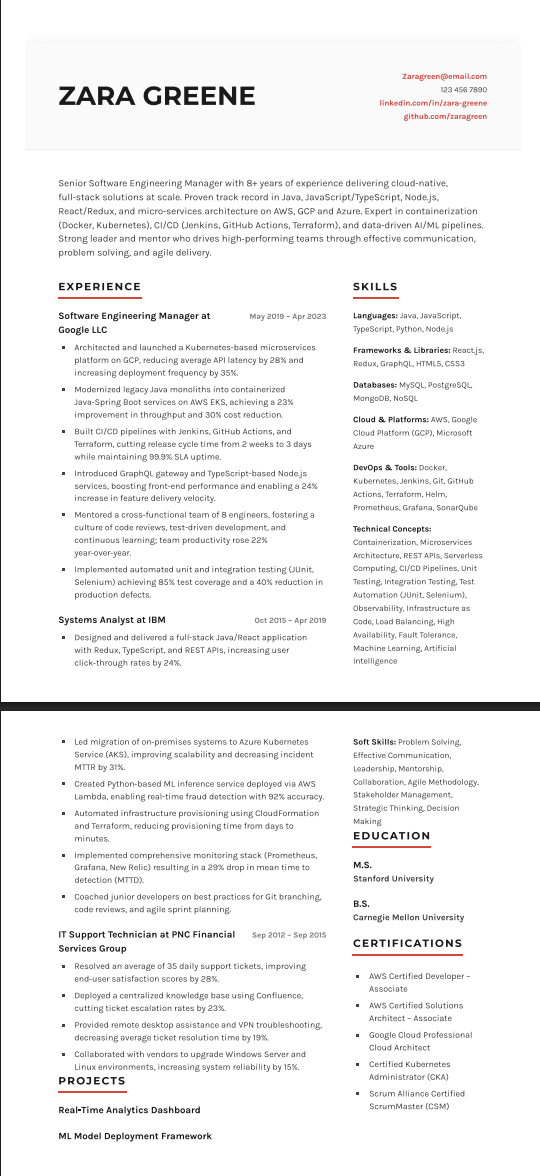 ZARA GREENE
Zaragreen@email.com
123 456 7890
linkedin.com/in/zara-greene
github.com/zaragreen
Senior Software Engineering Manager with 8+ years of experience delivering cloud-native,
full-stack solutions at scale. Proven track record in Java, JavaScript/TypeScript, Node.js,
React/Redux, and micro-services architecture on AWS, GCP and Azure. Expert in containerization
(Docker, Kubernetes), CI/CD (Jenkins, GitHub Actions, Terraform), and data-driven AI/ML pipelines.
Strong leader and mentor who drives high-performing teams through effective communication,
problem solving, and agile delivery.
EXPERIENCE
Software Engineering Manager at
Google LLC
May 2019 – Apr 2023
▪ Architected and launched a Kubernetes-based microservices
platform on GCP, reducing average API latency by 28% and
increasing deployment frequency by 35%.
▪ Modernized legacy Java monoliths into containerized
Java-Spring Boot services on AWS EKS, achieving a 23%
improvement in throughput and 30% cost reduction.
▪ Built CI/CD pipelines with Jenkins, GitHub Actions, and
Terraform, cutting release cycle time from 2 weeks to 3 days
while maintaining 99.9% SLA uptime.
▪ Introduced GraphQL gateway and TypeScript-based Node.js
services, boosting front-end performance and enabling a 24%
increase in feature delivery velocity.
▪ Mentored a cross-functional team of 8 engineers, fostering a
culture of code reviews, test-driven development, and
continuous learning; team productivity rose 22%
year-over-year.
▪ Implemented automated unit and integration testing (JUnit,
Selenium) achieving 85% test coverage and a 40% reduction in
production defects.
Systems Analyst at IBM
Oct 2015 – Apr 2019
▪ Designed and delivered a full-stack Java/React application
with Redux, TypeScript, and REST APIs, increasing user
click-through rates by 24%.
SKILLS
Languages: Java, JavaScript,
TypeScript, Python, Node.js
Frameworks & Libraries: React.js,
Redux, GraphQL, HTML5, CSS3
Databases: MySQL, PostgreSQL,
MongoDB, NoSQL
Cloud & Platforms: AWS, Google
Cloud Platform (GCP), Microsoft
Azure
DevOps & Tools: Docker,
Kubernetes, Jenkins, Git, GitHub
Actions, Terraform, Helm,
Prometheus, Grafana, SonarQube
Technical Concepts:
Containerization, Microservices
Architecture, REST APIs, Serverless
Computing, CI/CD Pipelines, Unit
Testing, Integration Testing, Test
Automation (JUnit, Selenium),
Observability, Infrastructure as
Code, Load Balancing, High
Availability, Fault Tolerance,
Machine Learning, Artificial
Intelligence
▪ Led migration of on-premises systems to Azure Kubernetes
Service (AKS), improving scalability and decreasing incident
MTTR by 31%.
▪ Created Python-based ML inference service deployed via AWS
Lambda, enabling real-time fraud detection with 92% accuracy.
▪ Automated infrastructure provisioning using CloudFormation
and Terraform, reducing provisioning time from days to
minutes.
▪ Implemented comprehensive monitoring stack (Prometheus,
Grafana, New Relic) resulting in a 29% drop in mean time to
detection (MTTD).
▪ Coached junior developers on best practices for Git branching,
code reviews, and agile sprint planning.
IT Support Technician at PNC Financial
Services Group
Sep 2012 – Sep 2015
▪ Resolved an average of 35 daily support tickets, improving
end-user satisfaction scores by 28%.
▪ Deployed a centralized knowledge base using Confluence,
cutting ticket escalation rates by 23%.
▪ Provided remote desktop assistance and VPN troubleshooting,
decreasing average ticket resolution time by 19%.
▪ Collaborated with vendors to upgrade Windows Server and
Linux environments, increasing system reliability by 15%.
PROJECTS
Real-Time Analytics Dashboard
ML Model Deployment Framework
Soft Skills: Problem Solving,
Effective Communication,
Leadership, Mentorship,
Collaboration, Agile Methodology,
Stakeholder Management,
Strategic Thinking, Decision
Making
EDUCATION
M.S.
Stanford University
B.S.
Carnegie Mellon University
CERTIFICATIONS
▪ AWS Certified Developer –
Associate
▪ AWS Certified Solutions
Architect – Associate
▪ Google Cloud Professional
Cloud Architect
▪ Certified Kubernetes
Administrator (CKA)
▪ Scrum Alliance Certified
ScrumMaster (CSM)